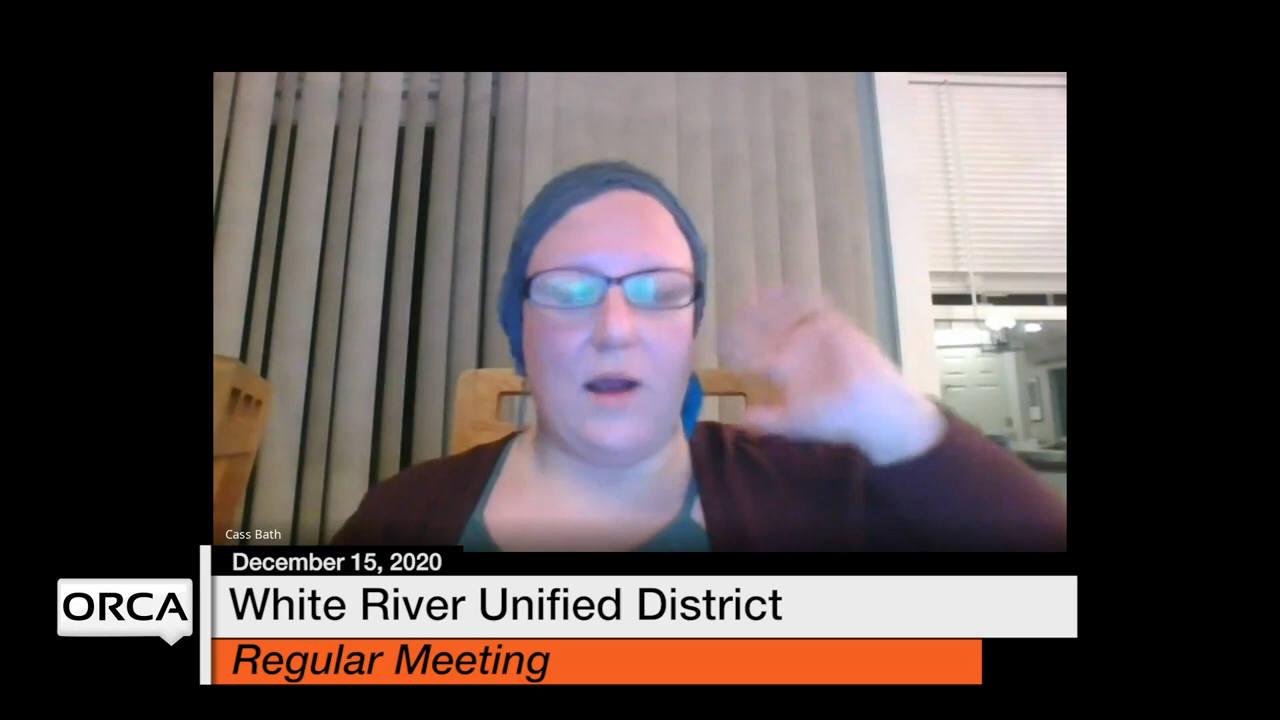 Cass Bath
December 15, 2020
White River Unified District
ORCA
Regular Meeting